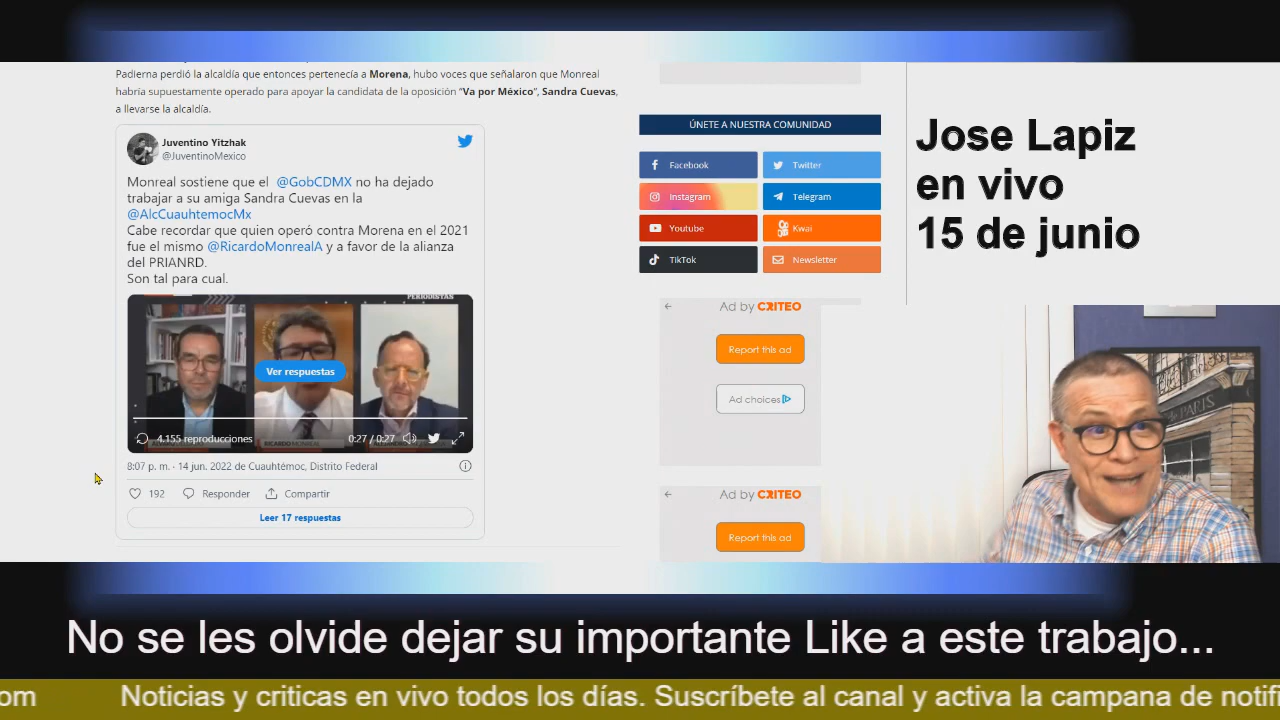 Padierna perdió la alcaldía que entonces pertenecía a Morena, hubo voces que señalaron que Monreal
habría supuestamente operado para apoyar la candidata de la oposición “Va por México”, Sandra Cuevas,
a llevarse la alcaldía.
Juventino Yitzhak
@JuventinoMexico
Monreal sostiene que el @GobCDMX no ha dejado
trabajar a su amiga Sandra Cuevas en la
@AlcCuauhtemocMx
Cabe recordar que quien operó contra Morena en el 2021
fue el mismo @RicardoMonrealA y a favor de la alianza
del PRIANRD.
Son tal para cual.
PERIODISTAS
Ver respuestas
4.155 reproducciones
0:27 / 0:27
RICARDO MONREAL
8:07 p. m. · 14 jun. 2022 de Cuauhtémoc, Distrito Federal
192
Responder
Compartir
Leer 17 respuestas
ÚNETE A NUESTRA COMUNIDAD
Facebook
Twitter
Instagram
Telegram
Youtube
Kwai
TikTok
Newsletter
Ad by CRITEO
Report this ad
Ad choices
Ad by CRITEO
Report this ad
Jose Lapiz
en vivo
15 de junio
PARIS
No se les olvide dejar su importante Like a este trabajo...
om Noticias y criticas en vivo todos los días. Suscríbete al canal y activa la campana de notifi